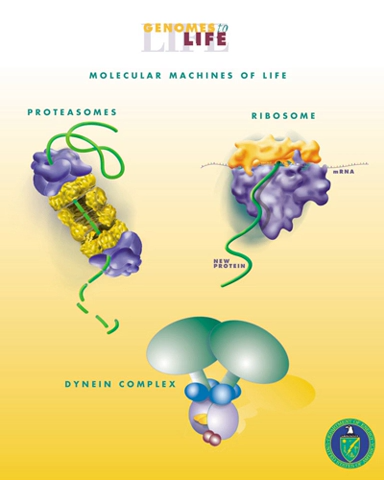 GENOMES to
LIFE
MOLECULAR MACHINES OF LIFE
PROTEASOMES
RIBOSOME
mRNA
NEW
PROTEIN
DYNEIN COMPLEX